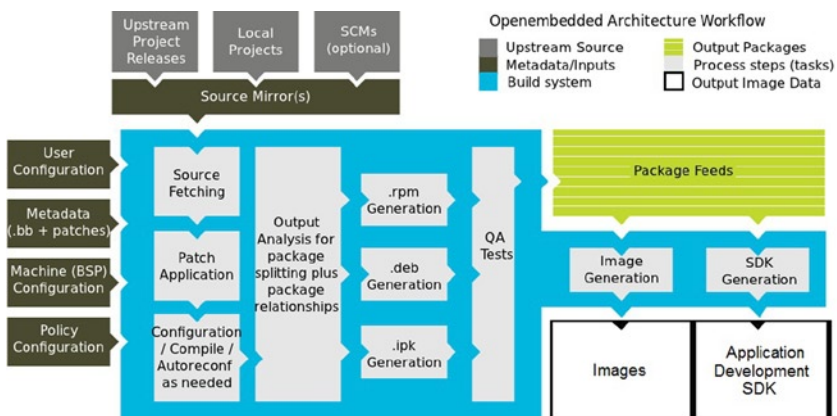 Openembedded Architecture Workflow
Upstream Source
Metadata/Inputs
Build system
Output Packages
Process steps (tasks)
Output Image Data
Upstream
Project
Releases
Local
Projects
SCMs
(optional)
Source Mirror(s)
User
Configuration
Metadata
(.bb + patches)
Machine (BSP)
Configuration
Policy
Configuration
Source
Fetching
Patch
Application
Configuration
/ Compile /
Autoreconf
as needed
Output
Analysis for
package
splitting plus
package
relationships
.rpm
Generation
.deb
Generation
.ipk
Generation
QA
Tests
Package Feeds
Image
Generation
SDK
Generation
Images
Application
Development
SDK